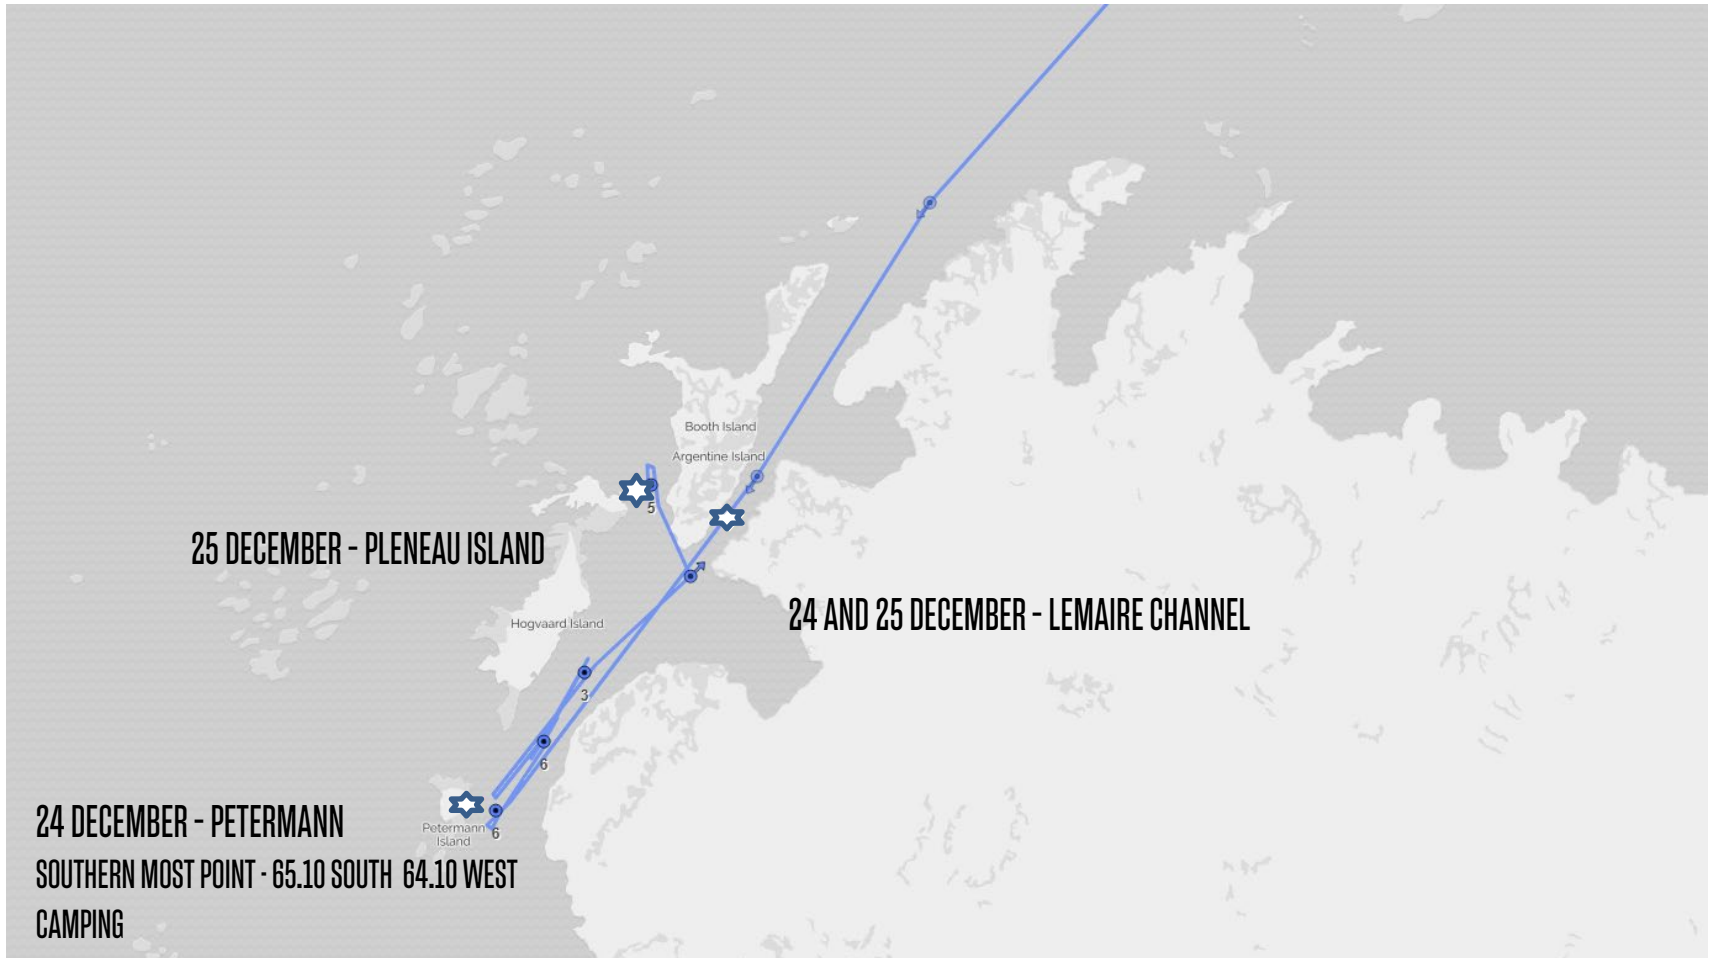 Booth Island
Argentine Island
5
25 DECEMBER - PLENEAU ISLAND
24 AND 25 DECEMBER - LEMAIRE CHANNEL
Hogvaard Island
3
6
24 DECEMBER - PETERMANN
Petermann
Island
6
SOUTHERN MOST POINT - 65.10 SOUTH 64.10 WEST
CAMPING